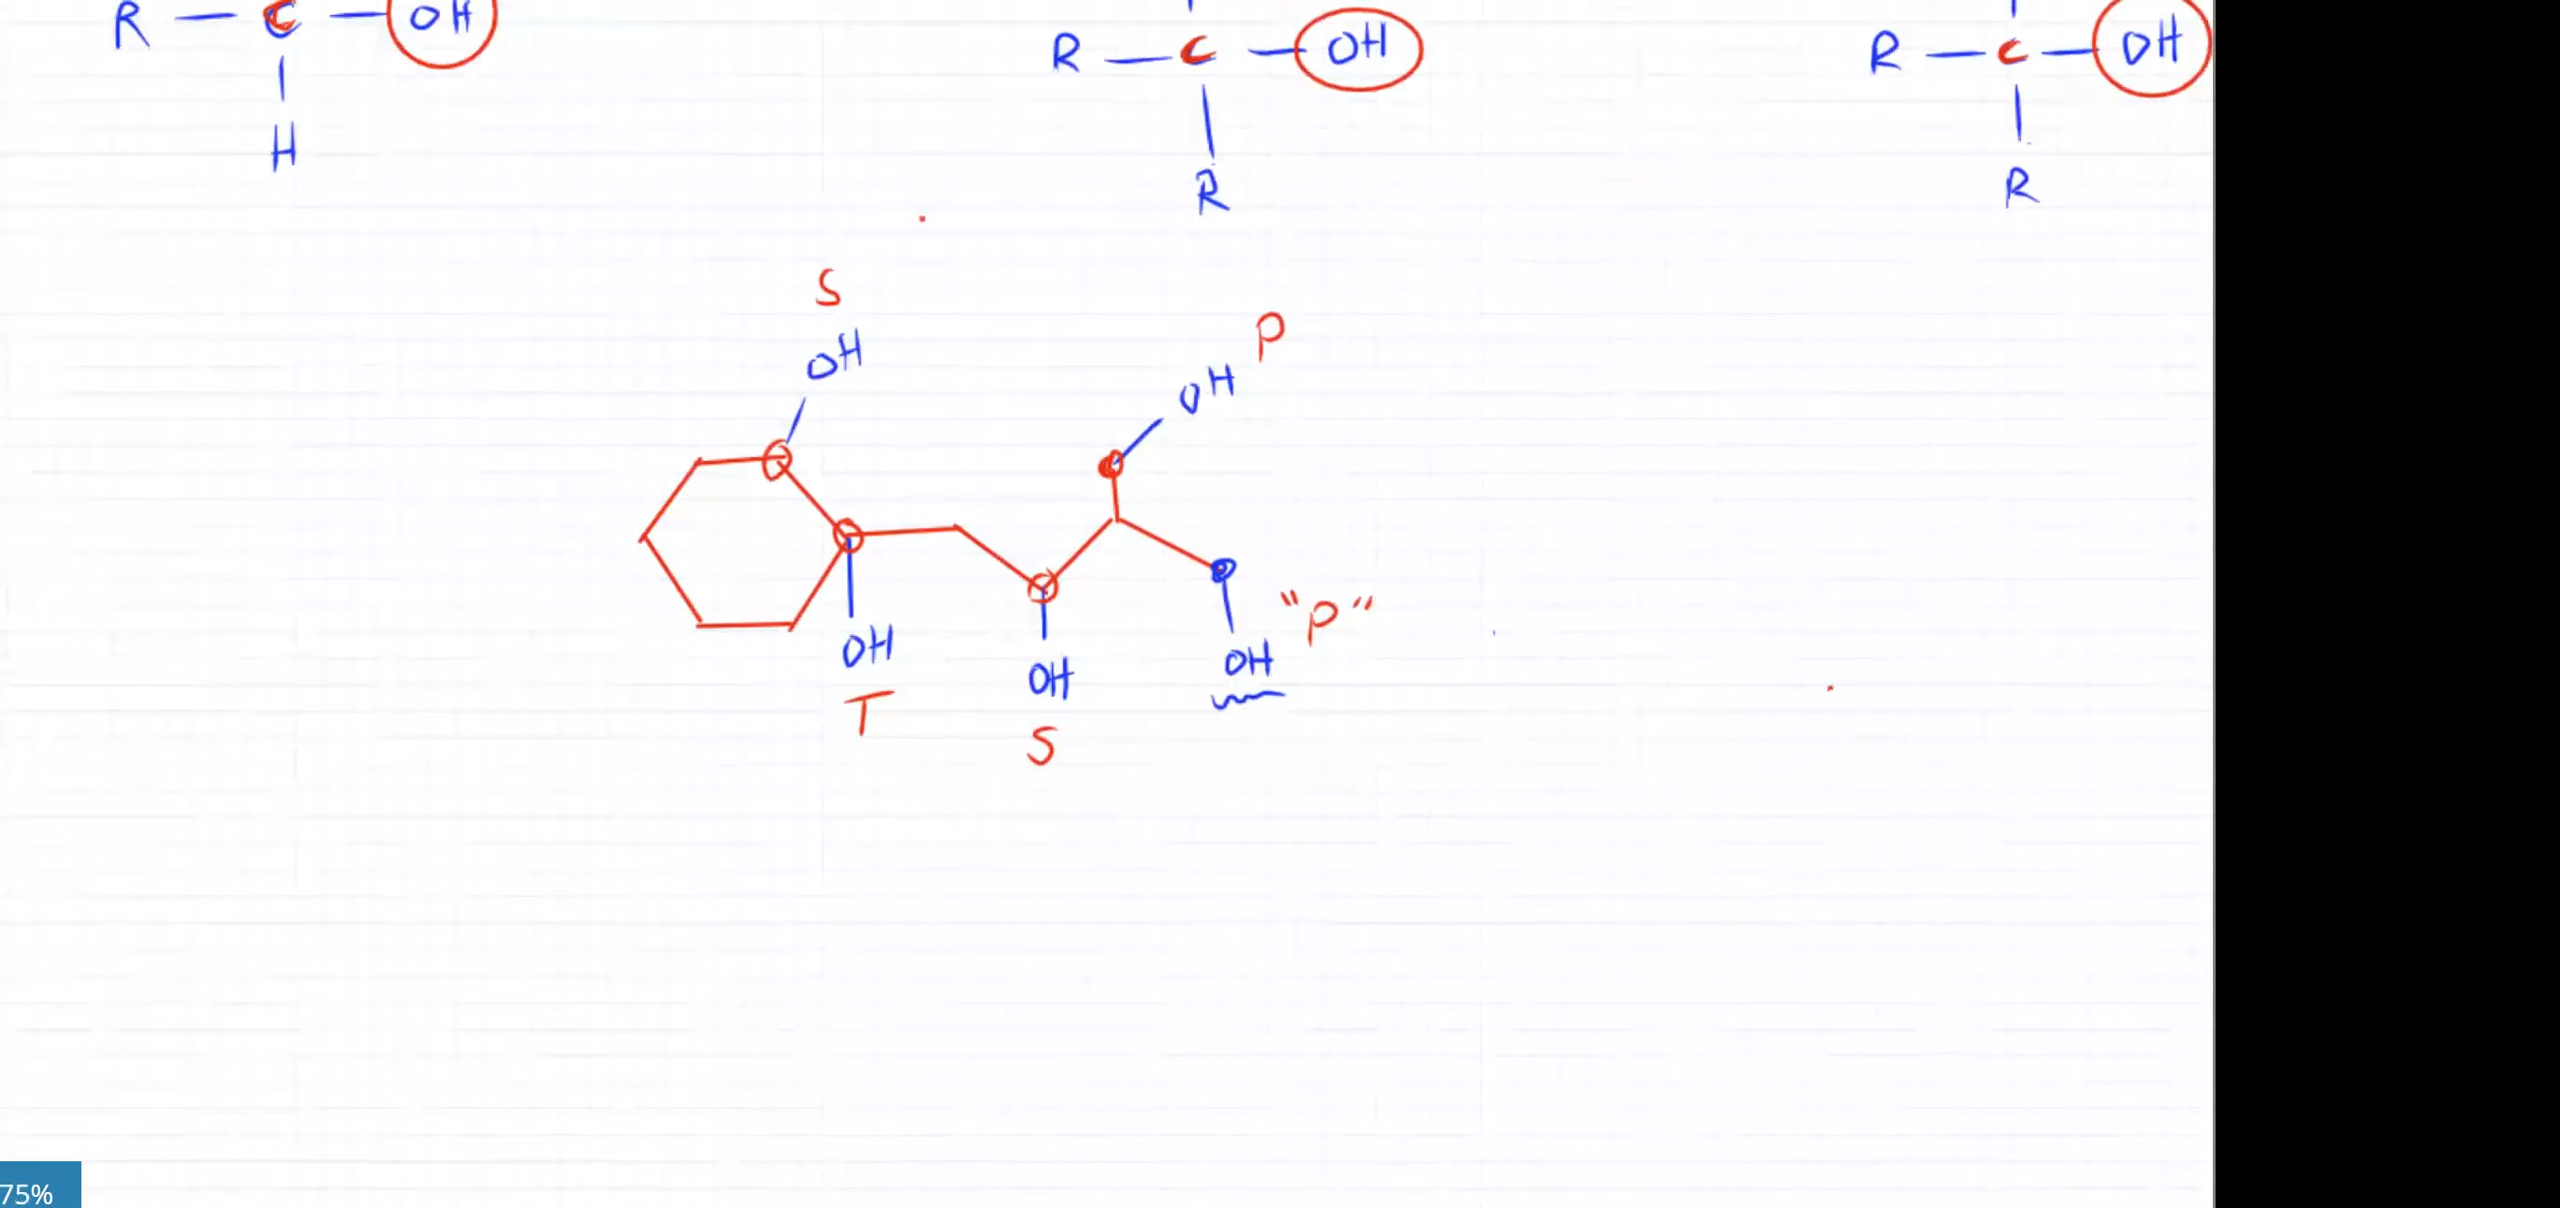 R — C — OH
R — C — OH
R — C — OH
H
R
R
S
OH
P
OH
"P"
OH
OH
OH
T
S
75%